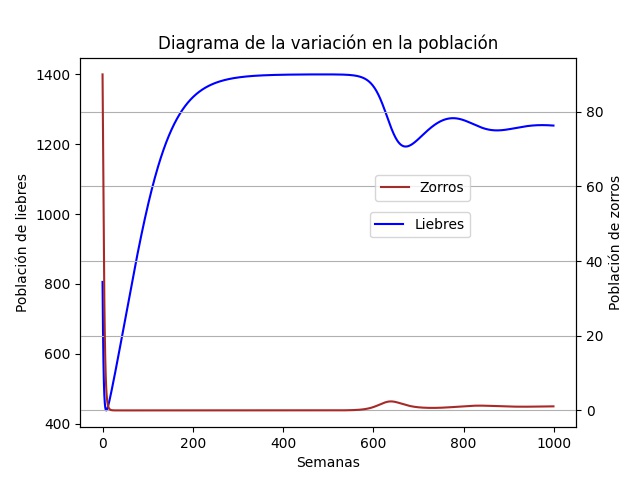 Diagrama de la variación en la población
1400
1200
1000
800
600
400
Población de liebres
80
60
40
20
0
Población de zorros
Zorros
Liebres
0 200 400 600 800 1000
Semanas